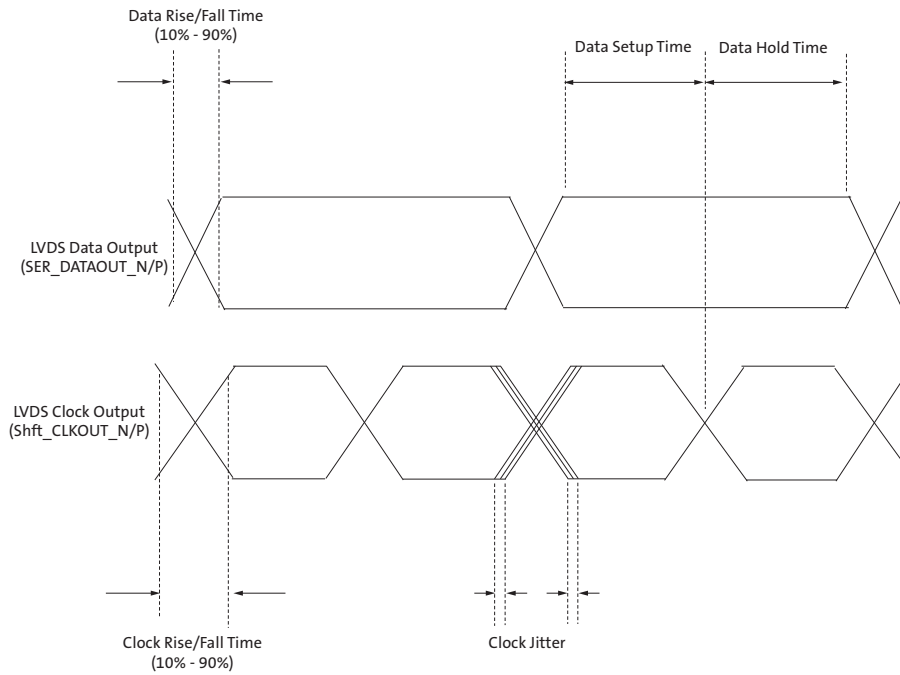 Data Rise/Fall Time
(10% - 90%)
Data Setup Time
Data Hold Time
LVDS Data Output
(SER_DATAOUT_N/P)
LVDS Clock Output
(Shft_CLKOUT_N/P)
Clock Rise/Fall Time
(10% - 90%)
Clock Jitter